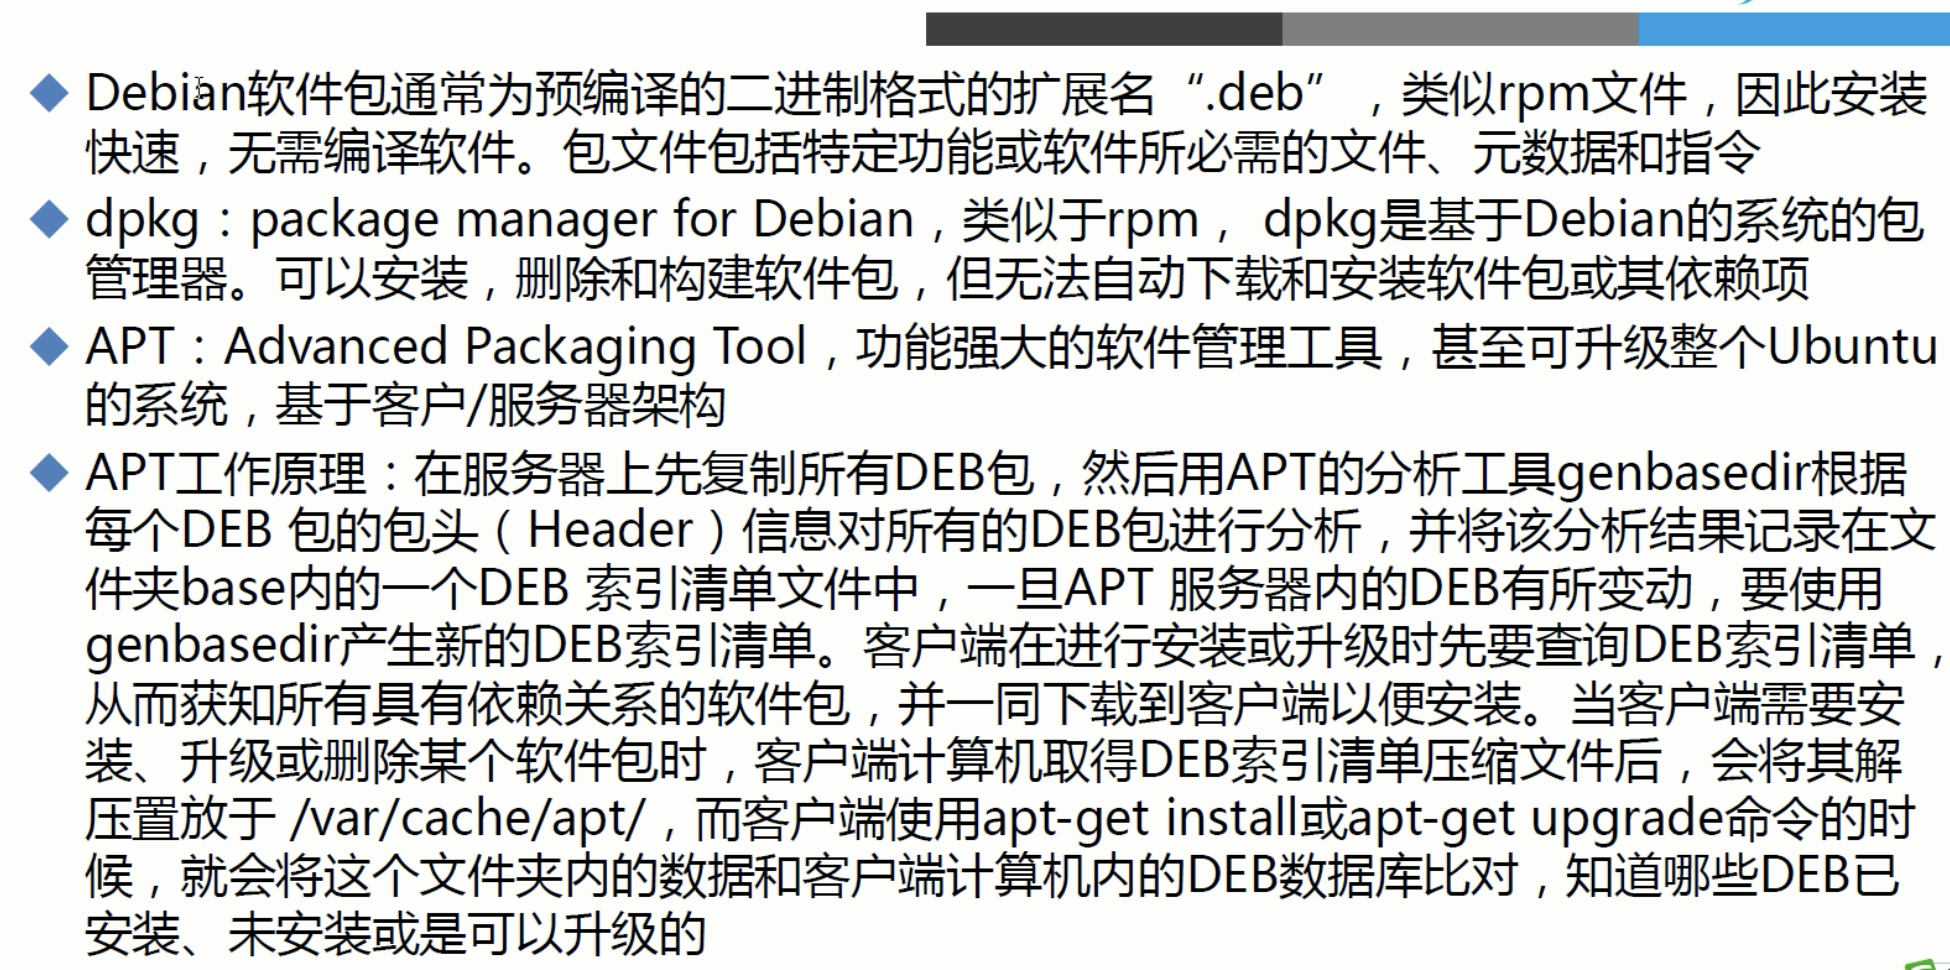 Debian软件包通常为预编译的二进制格式的扩展名“.deb”，类似rpm文件，因此安装
快速，无需编译软件。包文件包括特定功能或软件所必需的文件、元数据和指令
dpkg：package manager for Debian，类似于rpm， dpkg是基于Debian的系统的包
管理器。可以安装，删除和构建软件包，但无法自动下载和安装软件包或其依赖项
APT：Advanced Packaging Tool，功能强大的软件管理工具，甚至可升级整个Ubuntu
的系统，基于客户/服务器架构
APT工作原理：在服务器上先复制所有DEB包，然后用APT的分析工具genbasedir根据
每个DEB 包的包头（Header）信息对所有的DEB包进行分析，并将该分析结果记录在文
件夹base内的一个DEB 索引清单文件中，一旦APT 服务器内的DEB有所变动，要使用
genbasedir产生新的DEB索引清单。客户端在进行安装或升级时先要查询DEB索引清单，
从而获知所有具有依赖关系的软件包，并一同下载到客户端以便安装。当客户端需要安
装、升级或删除某个软件包时，客户端计算机取得DEB索引清单压缩文件后，会将其解
压置放于 /var/cache/apt/，而客户端使用apt-get install或apt-get upgrade命令的时
候，就会将这个文件夹内的数据和客户端计算机内的DEB数据库比对，知道哪些DEB已
安装、未安装或是可以升级的